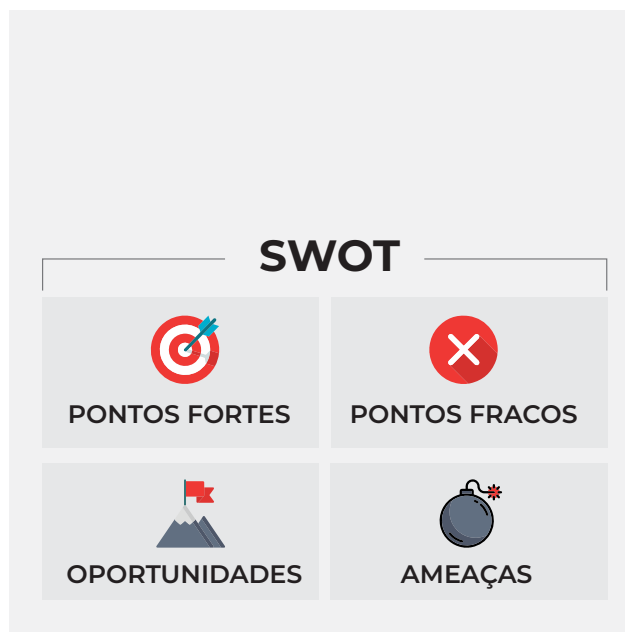 SWOT
PONTOS FORTES
PONTOS FRACOS
OPORTUNIDADES
AMEAÇAS